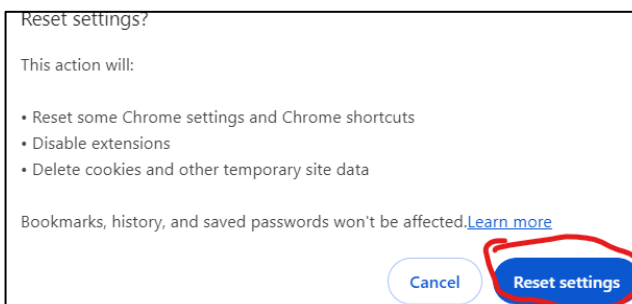 Reset settings?
This action will:
• Reset some Chrome settings and Chrome shortcuts
• Disable extensions
• Delete cookies and other temporary site data
Bookmarks, history, and saved passwords won't be affected.Learn more
Cancel Reset settings